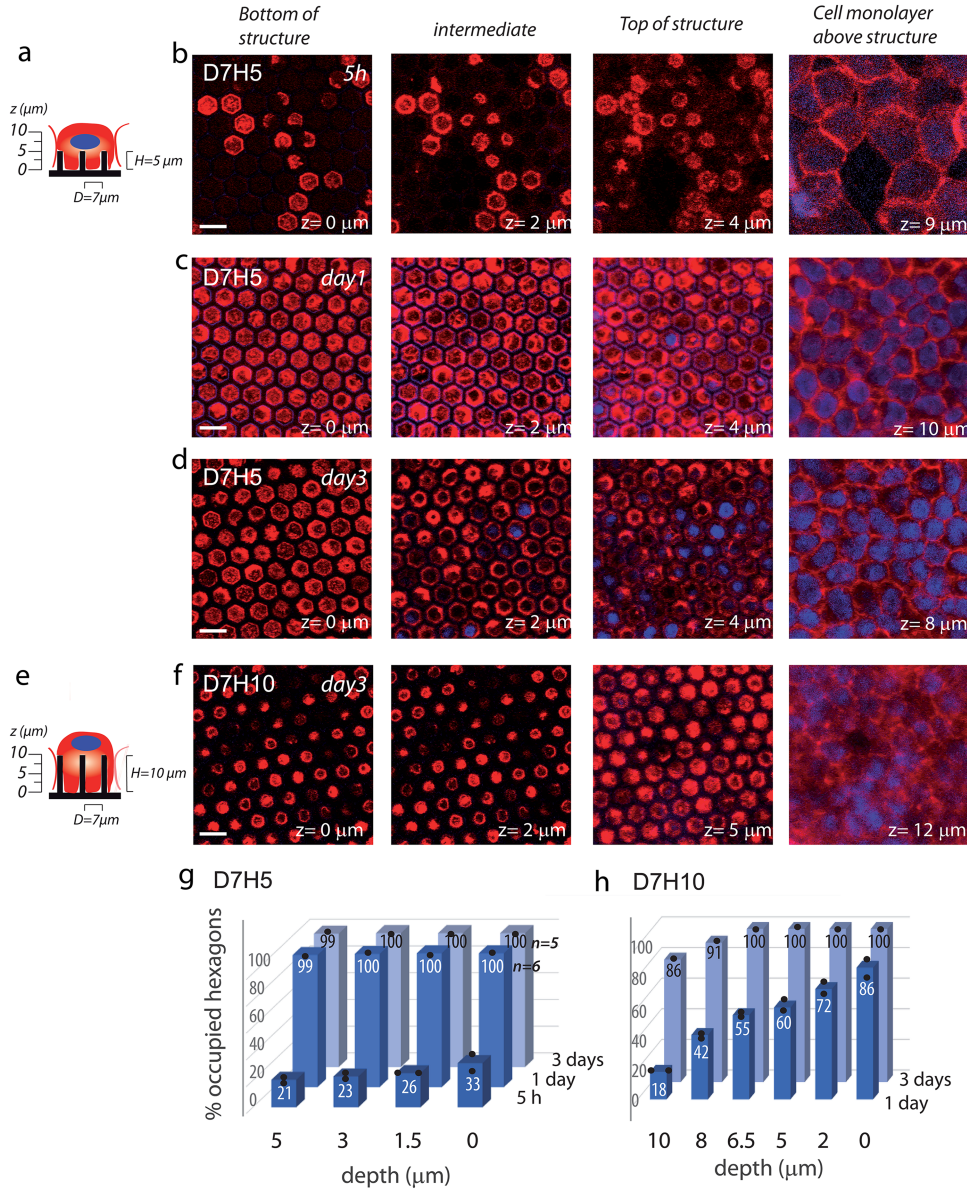 Bottom of
structure
intermediate
Top of structure
Cell monolayer
above structure
a
z (µm)
10
5
0
H=5 µm
D=7µm
b
D7H5
5h
z= 0 µm
z= 2 µm
z= 4 µm
z= 9 µm
c
D7H5
day1
z= 0 µm
z= 2 µm
z= 4 µm
z= 10 µm
d
D7H5
day3
z= 0 µm
z= 2 µm
z= 4 µm
z= 8 µm
e
z (µm)
10
5
0
H=10 µm
D=7µm
f
D7H10
day3
z= 0 µm
z= 2 µm
z= 5 µm
z= 12 µm
g
D7H5
% occupied hexagons
100
80
60
40
20
0
99
100
100
100
n=5
99
100
100
100
n=6
21
23
26
33
3 days
1 day
5 h
5
3
1.5
0
depth (µm)
h
D7H10
100
80
60
40
20
0
86
91
100
100
100
100
18
42
55
60
72
86
3 days
1 day
10
8
6.5
5
2
0
depth (µm)